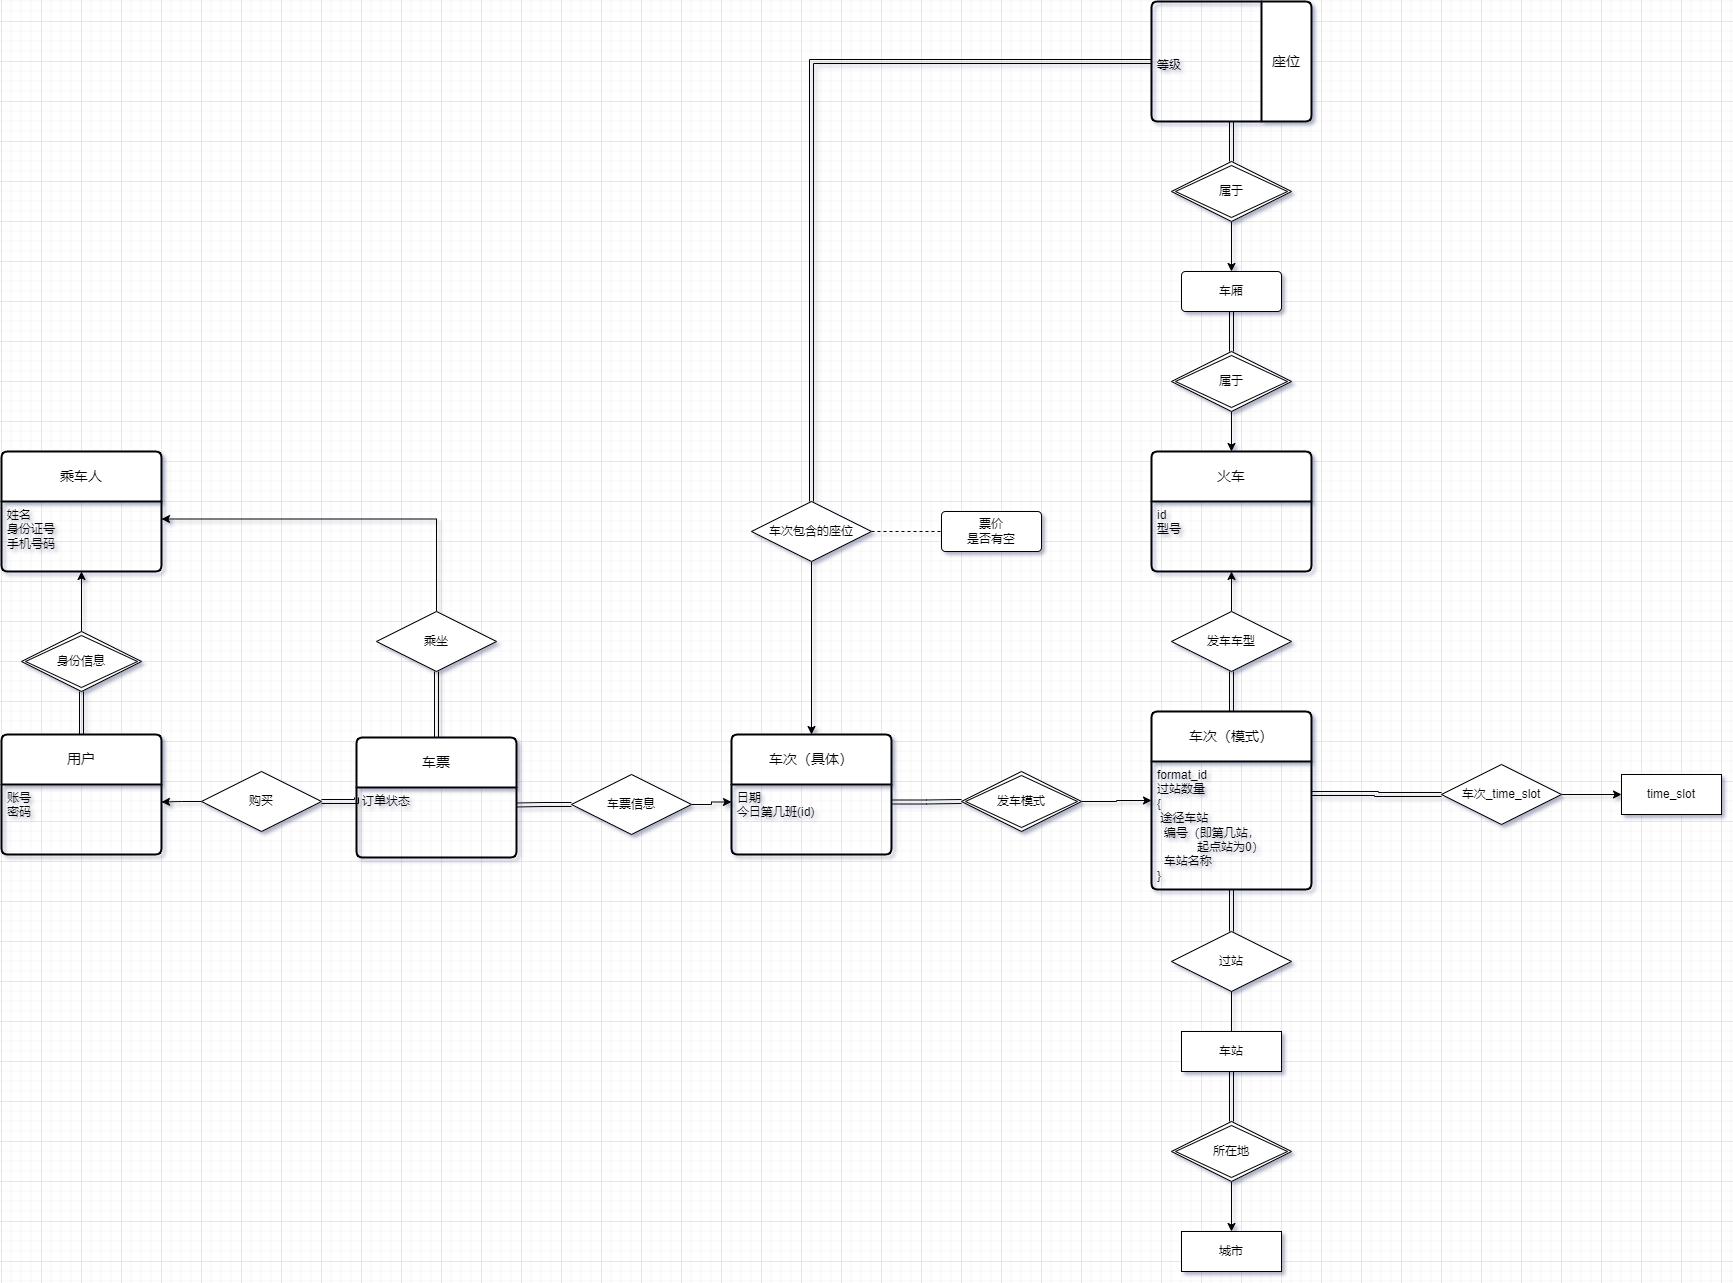 等级
座位
属于
车厢
属于
乘车人
姓名
身份证号
手机号码
火车
id
型号
车次包含的座位
票价
是否有空
身份信息
乘坐
发车车型
用户
账号
密码
购买
车票
订单状态
车票信息
车次（具体）
日期
今日第几班(id)
发车模式
车次（模式）
format_id
过站数量
{
途径车站
编号（即第几站，
起点站为0）
车站名称
}
车次_time_slot
time_slot
过站
车站
所在地
城市